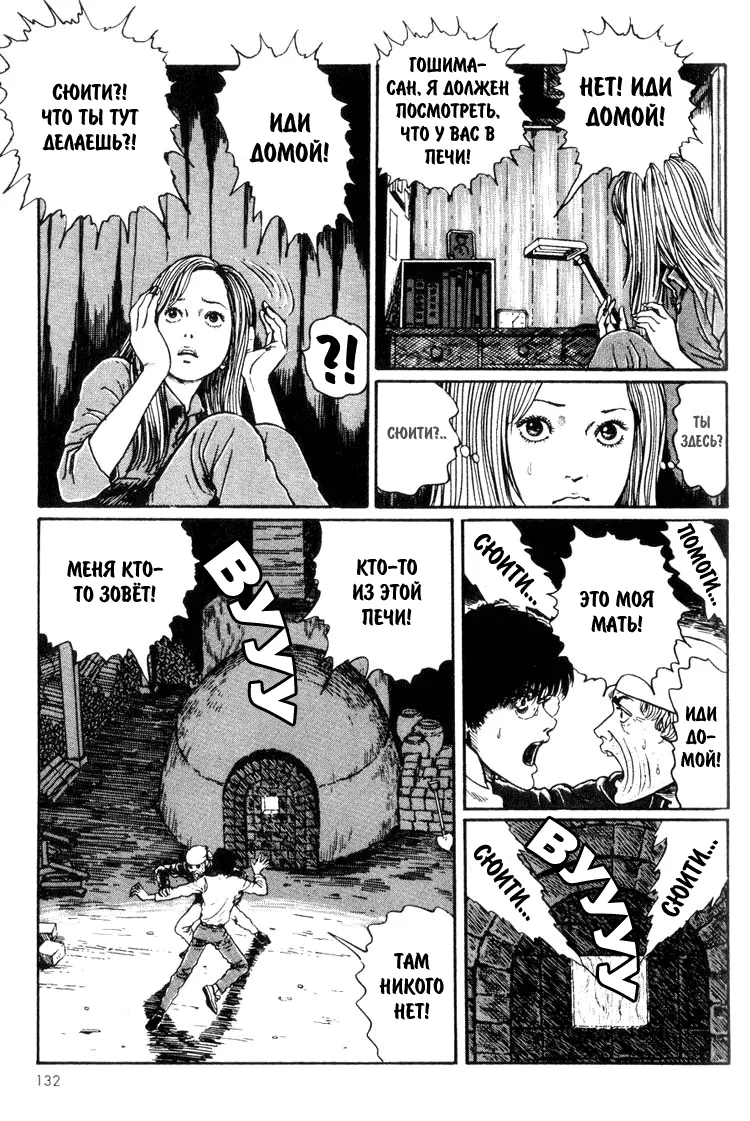 СЮИТИ?!
ЧТО ТЫ ТУТ
ДЕЛАЕШЬ?!
ИДИ
ДОМОЙ!
?!
ГОШИМА-
САН, Я ДОЛЖЕН
ПОСМОТРЕТЬ,
ЧТО У ВАС В
ПЕЧИ!
НЕТ! ИДИ
ДОМОЙ!
СЮИТИ?..
ТЫ
ЗДЕСЬ?
МЕНЯ КТО-
ТО ЗОВЁТ!
ВУУУ
КТО-ТО
ИЗ ЭТОЙ
ПЕЧИ!
ТАМ
НИКОГО
НЕТ!
СЮИТИ...
ПОМОГИ...
ЭТО МОЯ
МАТЬ!
ИДИ
ДО-
МОЙ!
СЮИТИ...
ВУУУУ
СЮИТИ...
132